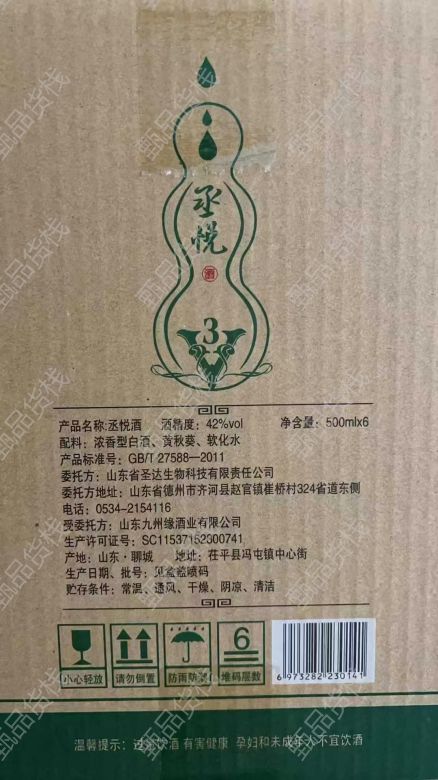 丞悦
酒
3
产品名称:丞悦酒 酒精度：42%vol 净含量：500mlx6
配料：浓香型白酒、黄秋葵、软化水
产品标准号：GB/T 27588—2011
委托方：山东省圣达生物科技有限责任公司
委托方地址：山东省德州市齐河县赵官镇崔桥村324省道东侧
电话：0534-2154116
受委托方：山东九州缘酒业有限公司
生产许可证号：SC11537152300741
产地：山东·聊城 地址：茌平县冯屯镇中心街
生产日期、批号：见盒盖喷码
贮存条件：常温、通风、干燥、阴凉、清洁
小心轻放 请勿倒置 防雨防潮 6 堆码层数
6 973282 230141
温馨提示：过量饮酒 有害健康 孕妇和未成年人不宜饮酒
甄品货栈